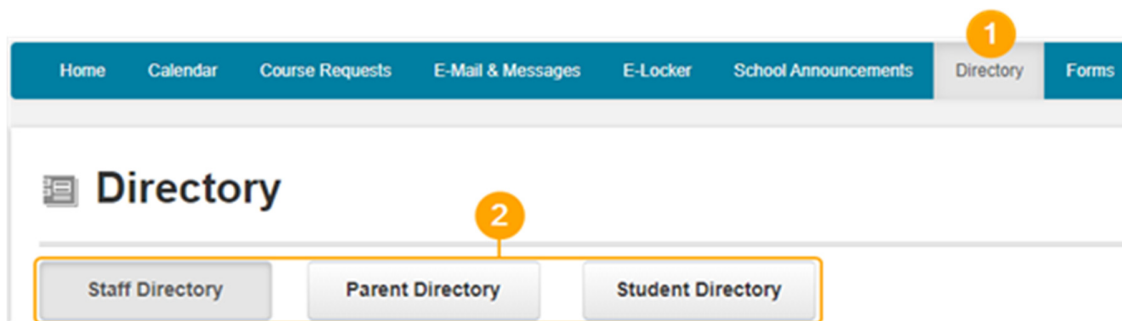 1
Home Calendar Course Requests E-Mail & Messages E-Locker School Announcements Directory Forms
Directory
2
Staff Directory Parent Directory Student Directory